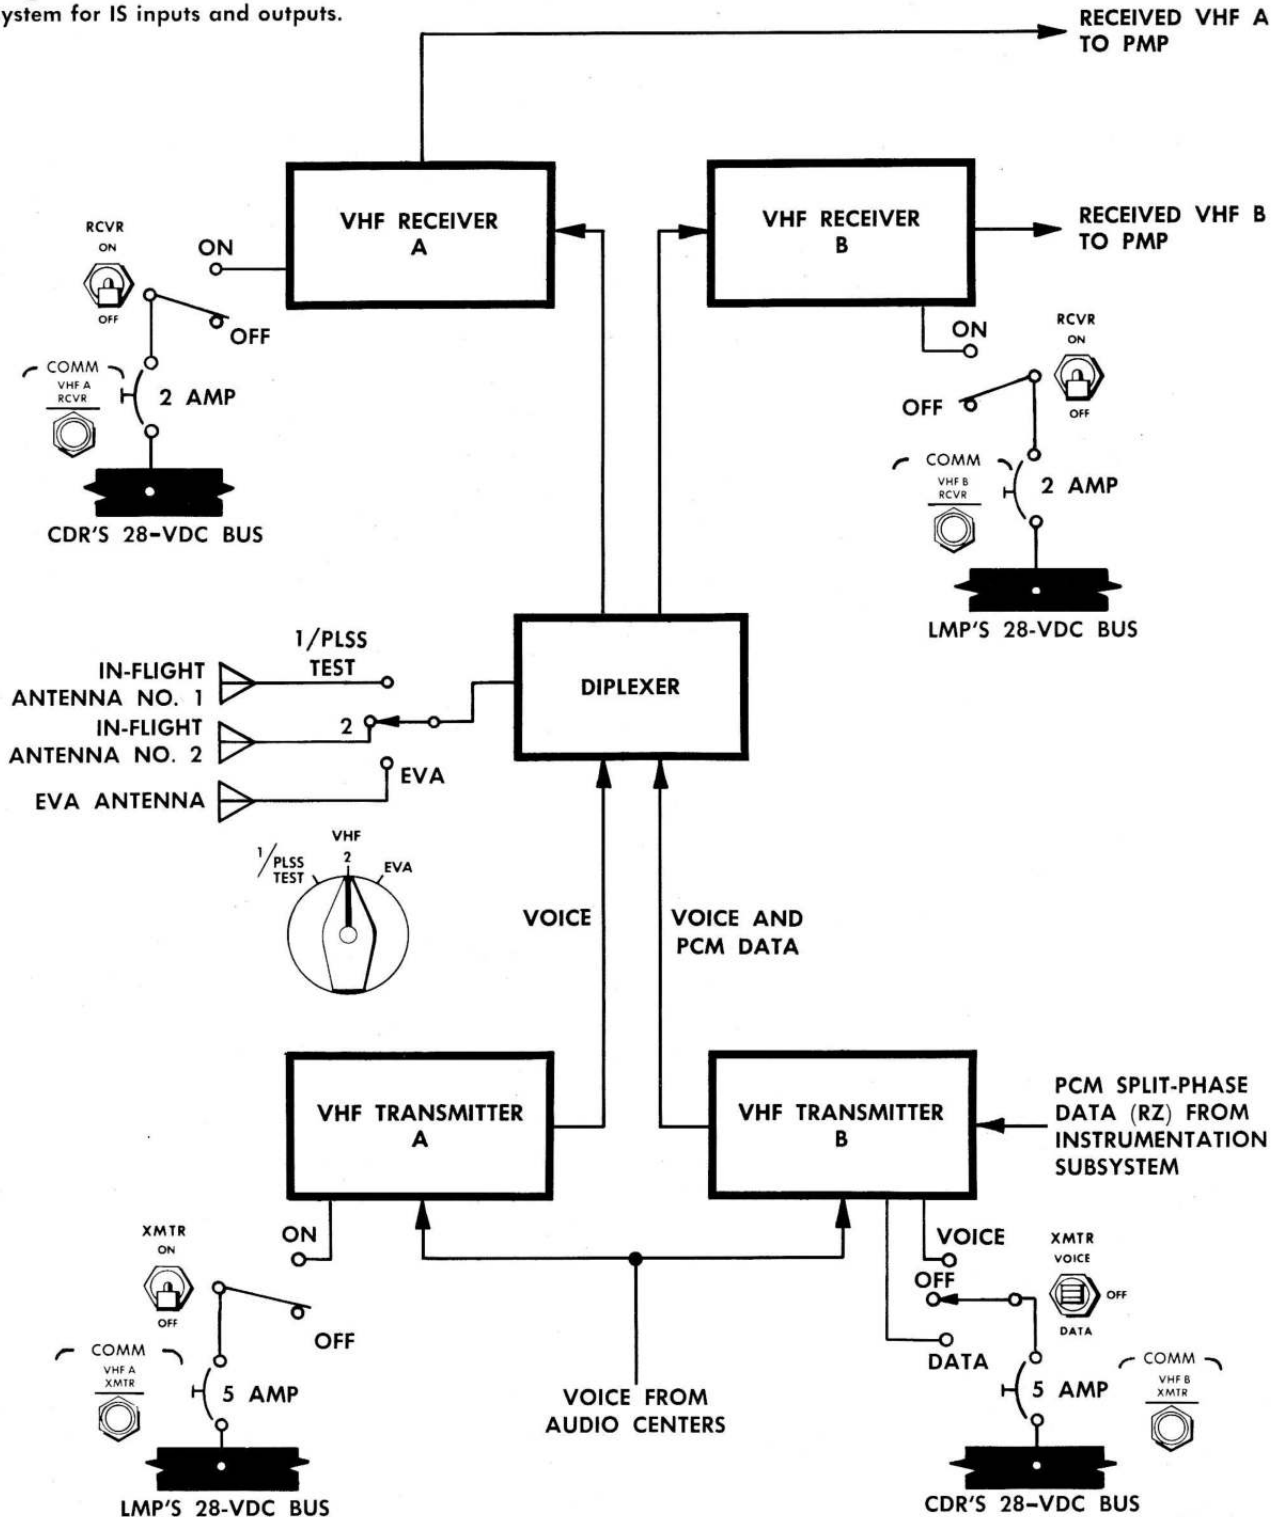 ystem for IS inputs and outputs.
RECEIVED VHF A
TO PMP
VHF RECEIVER
A
VHF RECEIVER
B
RECEIVED VHF B
TO PMP
RCVR
ON
OFF
ON
OFF
COMM
VHF A
RCVR
2 AMP
CDR'S 28-VDC BUS
ON
OFF
RCVR
ON
OFF
COMM
VHF B
RCVR
2 AMP
LMP'S 28-VDC BUS
1/PLSS
TEST
IN-FLIGHT
ANTENNA NO. 1
IN-FLIGHT
ANTENNA NO. 2
2
EVA
EVA ANTENNA
DIPLEXER
VHF
1/PLSS
TEST
2
EVA
VOICE
VOICE AND
PCM DATA
VHF TRANSMITTER
A
VHF TRANSMITTER
B
PCM SPLIT-PHASE
DATA (RZ) FROM
INSTRUMENTATION
SUBSYSTEM
XMTR
ON
OFF
ON
OFF
COMM
VHF A
XMTR
5 AMP
LMP'S 28-VDC BUS
VOICE FROM
AUDIO CENTERS
VOICE
OFF
DATA
XMTR
VOICE
OFF
DATA
5 AMP
COMM
VHF B
XMTR
CDR'S 28-VDC BUS